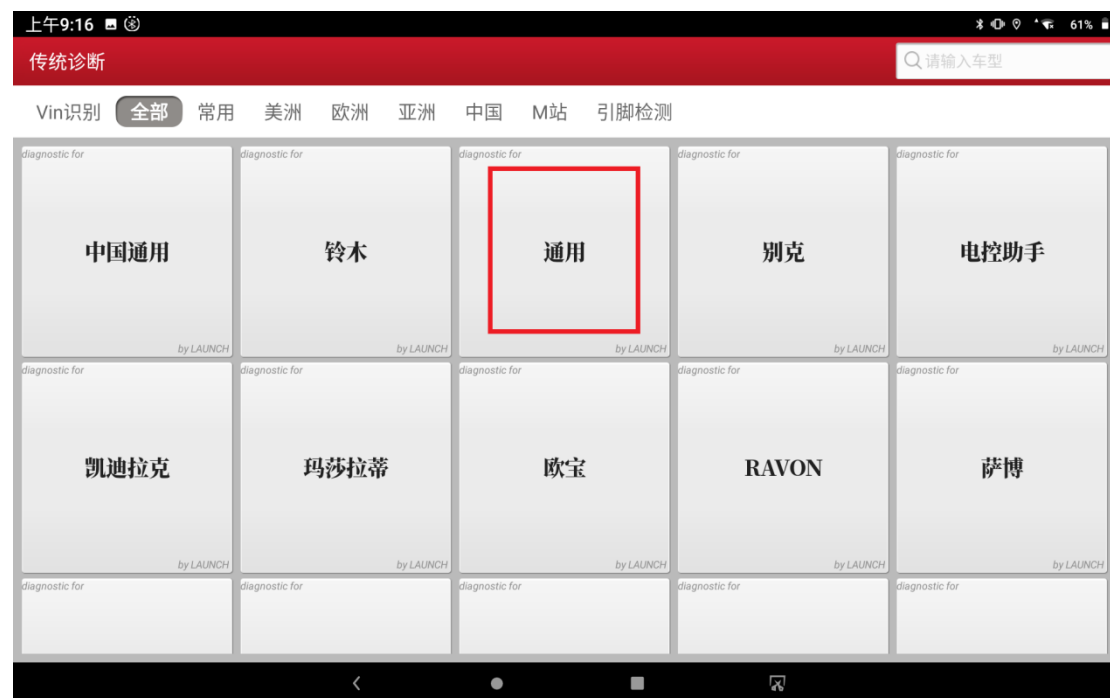 上午9:16 61%
传统诊断
请输入车型
Vin识别 全部 常用 美洲 欧洲 亚洲 中国 M站 引脚检测
diagnostic for diagnostic for diagnostic for diagnostic for diagnostic for
中国通用 铃木 通用 别克 电控助手
by LAUNCH by LAUNCH by LAUNCH by LAUNCH by LAUNCH
diagnostic for diagnostic for diagnostic for diagnostic for diagnostic for
凯迪拉克 玛莎拉蒂 欧宝 RAVON 萨博
by LAUNCH by LAUNCH by LAUNCH by LAUNCH by LAUNCH
diagnostic for diagnostic for diagnostic for diagnostic for diagnostic for